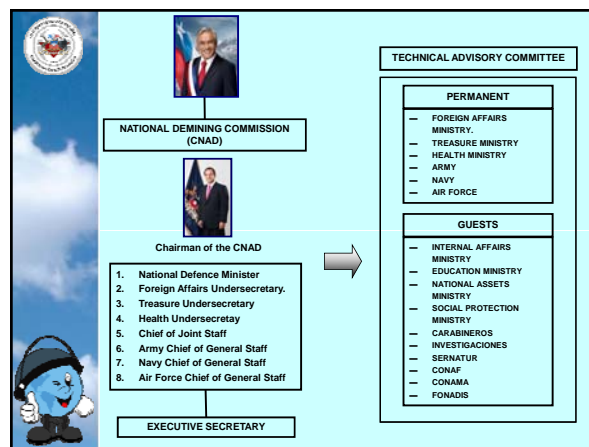 NATIONAL DEMINING COMMISSION
(CNAD)
Chairman of the CNAD
1. National Defence Minister
2. Foreign Affairs Undersecretary.
3. Treasure Undersecretary
4. Health Undersecretay
5. Chief of Joint Staff
6. Army Chief of General Staff
7. Navy Chief of General Staff
8. Air Force Chief of General Staff
EXECUTIVE SECRETARY
TECHNICAL ADVISORY COMMITTEE
PERMANENT
— FOREIGN AFFAIRS
MINISTRY.
— TREASURE MINISTRY
— HEALTH MINISTRY
— ARMY
— NAVY
— AIR FORCE
GUESTS
— INTERNAL AFFAIRS
MINISTRY
— EDUCATION MINISTRY
— NATIONAL ASSETS
MINISTRY
— SOCIAL PROTECTION
MINISTRY
— CARABINEROS
— INVESTIGACIONES
— SERNATUR
— CONAF
— CONAMA
— FONADIS